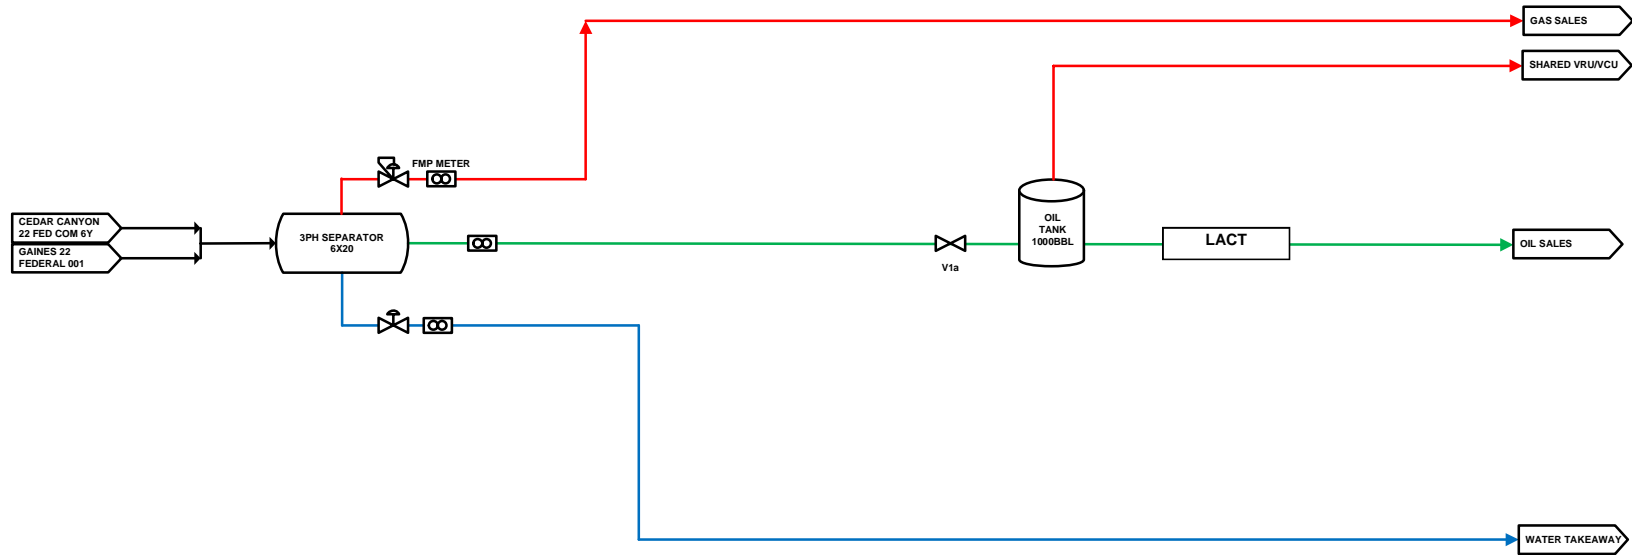 GAS SALES
SHARED VRU/VCU
FMP METER
CEDAR CANYON
22 FED COM 6Y
GAINES 22
FEDERAL 001
3PH SEPARATOR
6X20
V1a
OIL
TANK
1000BBL
LACT
OIL SALES
WATER TAKEAWAY